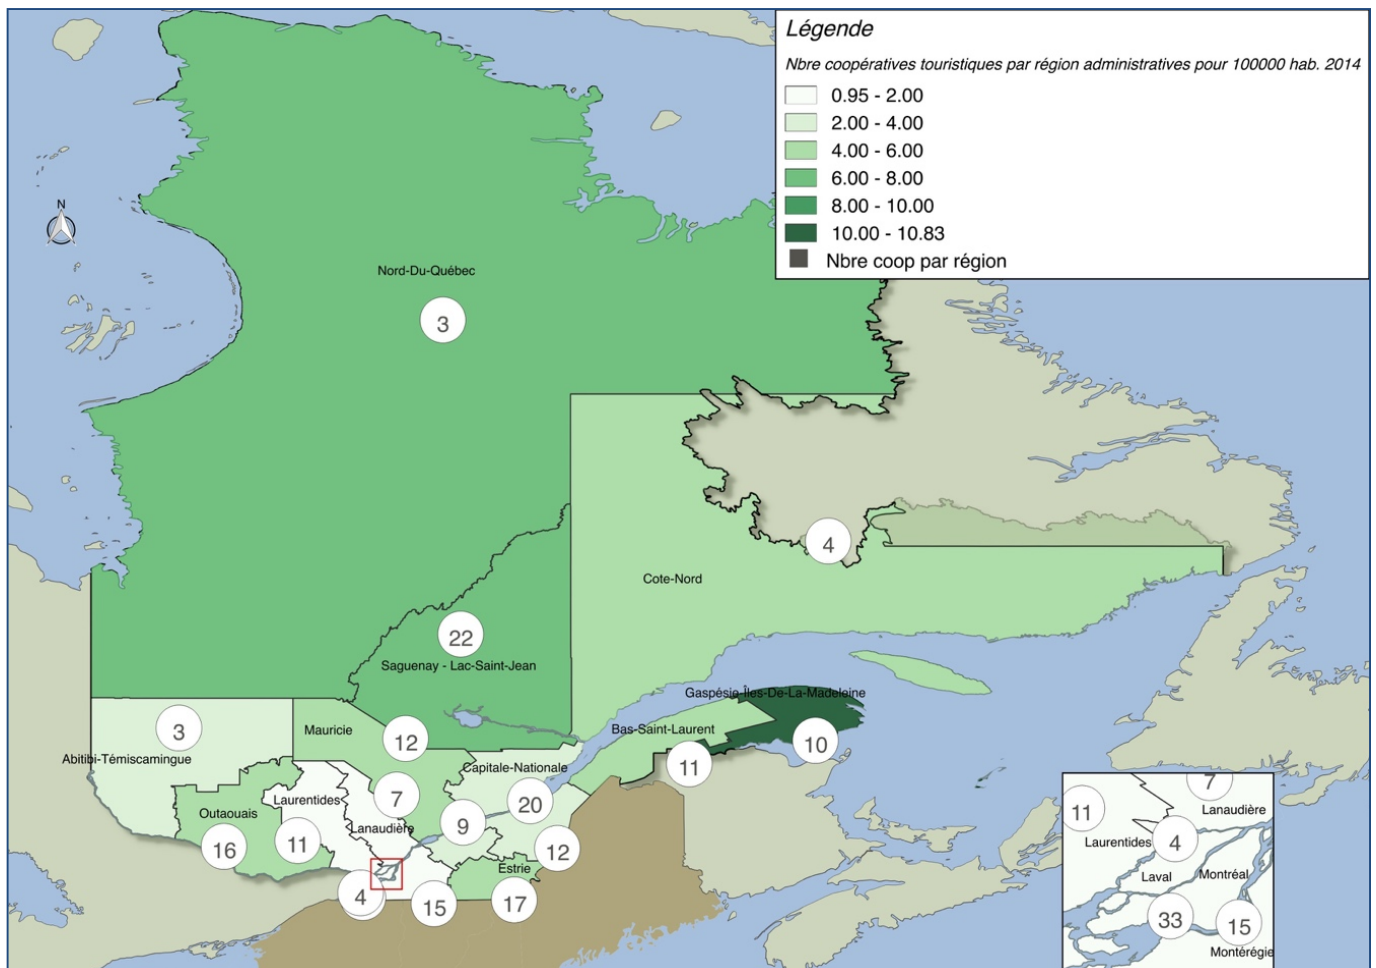 Légende
Nbre coopératives touristiques par région administratives pour 100000 hab. 2014
0.95 - 2.00
2.00 - 4.00
4.00 - 6.00
6.00 - 8.00
8.00 - 10.00
10.00 - 10.83
Nbre coop par région
N
Nord-Du-Québec
3
4
Cote-Nord
22
Saguenay - Lac-Saint-Jean
Gaspésie-Îles-De-La-Madeleine
3
Mauricie
12
Bas-Saint-Laurent
10
Abitibi-Témiscamingue
Capitale-Nationale
11
7
Laurentides
20
Outaouais
9
Lanaudière
16
11
12
Estrie
4
15
17
7
11
Lanaudière
Laurentides
4
Laval
Montréal
33
15
Montérégie